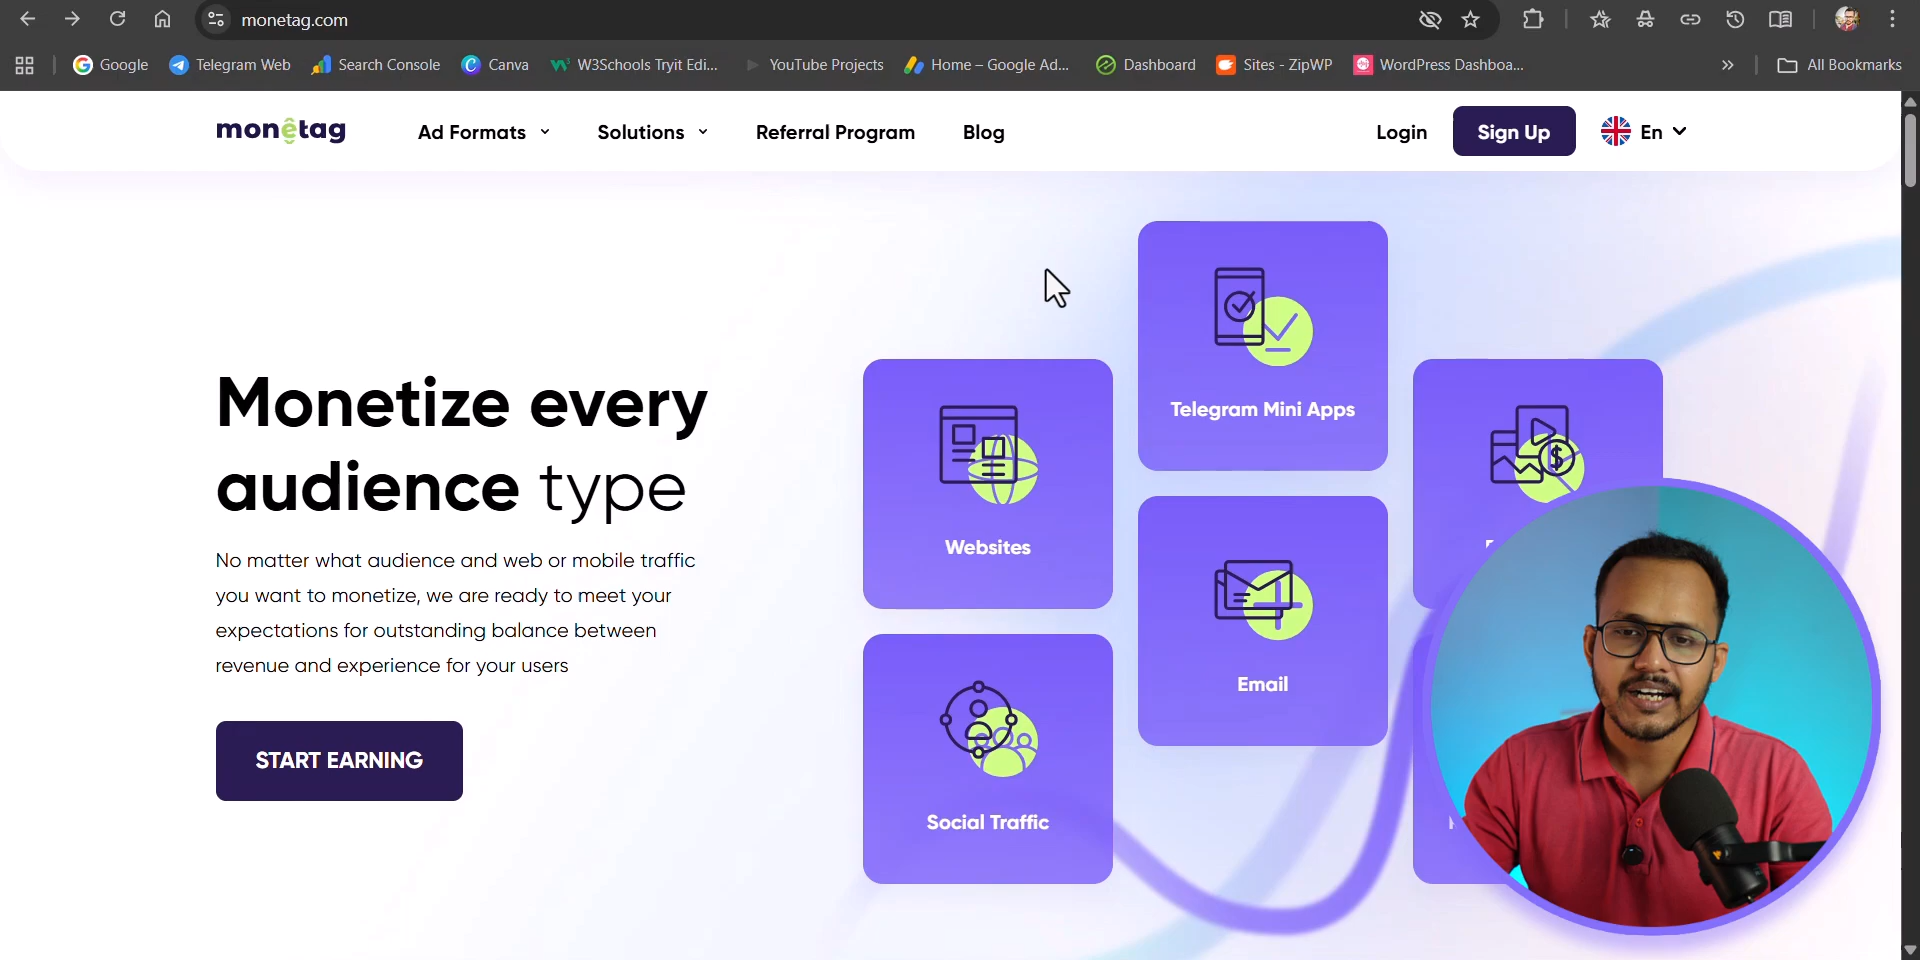 monetag.com
Google
Telegram Web
Search Console
Canva
W3Schools Tryit Edi...
YouTube Projects
Home – Google Ad...
Dashboard
Sites - ZipWP
WordPress Dashboa...
All Bookmarks
monetag
Ad Formats
Solutions
Referral Program
Blog
Login
Sign Up
En
Monetize every
audience type
No matter what audience and web or mobile traffic
you want to monetize, we are ready to meet your
expectations for outstanding balance between
revenue and experience for your users
START EARNING
Telegram Mini Apps
Websites
Email
Social Traffic